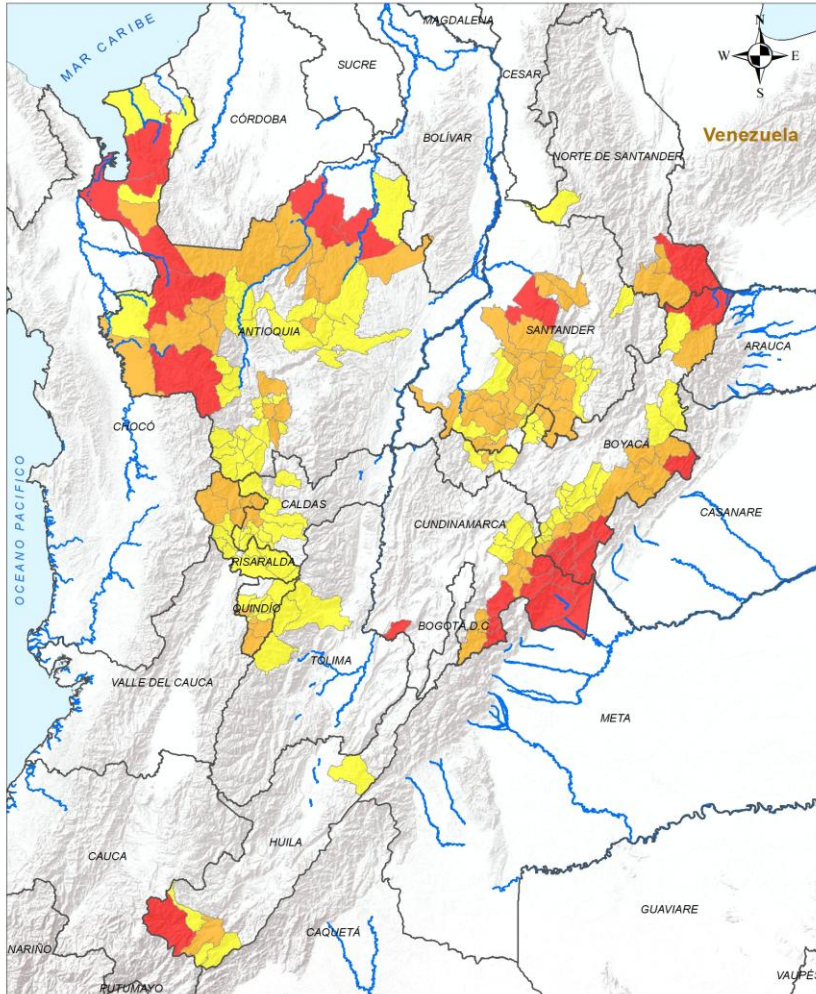 MAGDALENA
N
W E
S
MAR CARIBE
SUCRE
CESAR
CÓRDOBA
BOLÍVAR
Venezuela
NORTE DE SANTANDER
ANTIOQUIA
SANTANDER
ARAUCA
CHOCÓ
BOYACÁ
CALDAS
CUNDINAMARCA
CASANARE
OCEANO PACIFICO
RISARALDA
QUINDÍO
BOGOTÁ, D.C
TOLIMA
VALLE DEL CAUCA
META
HUILA
CAUCA
GUAVIARE
NARIÑO
CAQUETÁ
PUTUMAYO
VAUPÉS